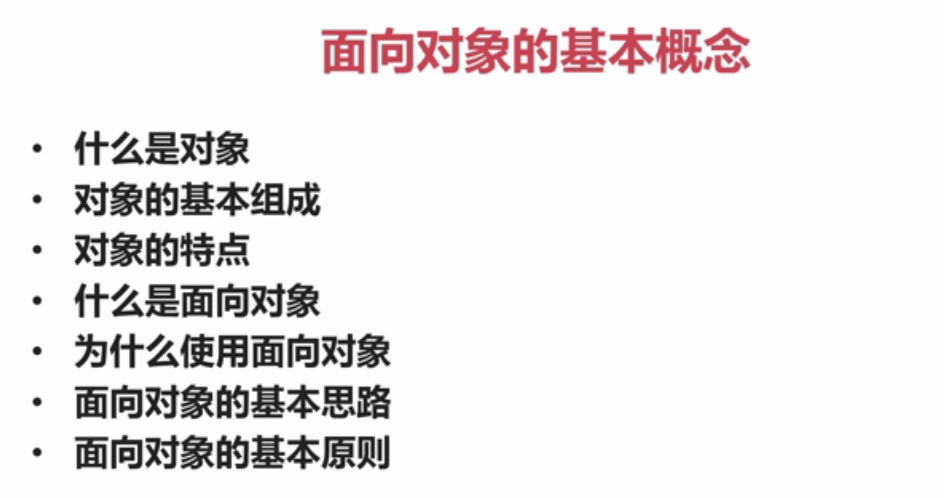 面向对象的基本概念
• 什么是对象
• 对象的基本组成
• 对象的特点
• 什么是面向对象
• 为什么使用面向对象
• 面向对象的基本思路
• 面向对象的基本原则